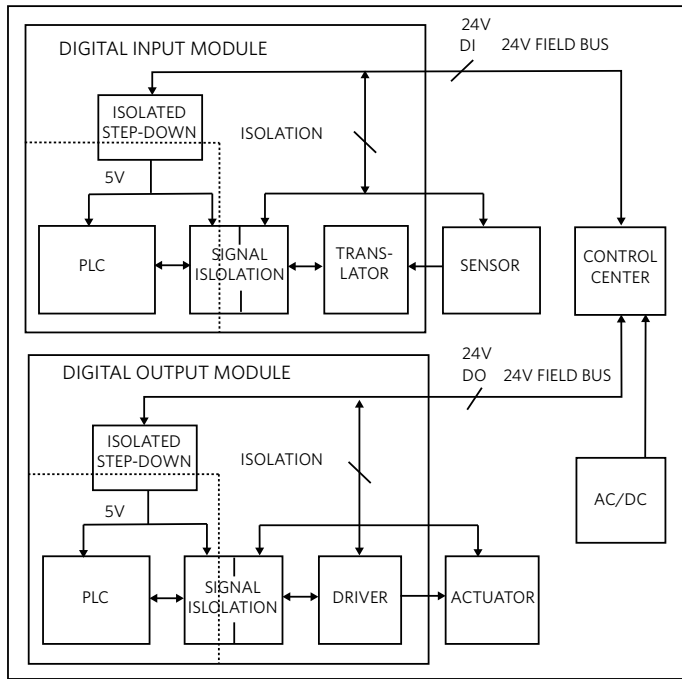 DIGITAL INPUT MODULE
24V
DI 24V FIELD BUS
ISOLATED
STEP-DOWN
ISOLATION
5V
PLC
SIGNAL
ISLOLATION
TRANS-
LATOR
SENSOR
CONTROL
CENTER
DIGITAL OUTPUT MODULE
24V
DO 24V FIELD BUS
ISOLATED
STEP-DOWN
ISOLATION
5V
AC/DC
PLC
SIGNAL
ISLOLATION
DRIVER
ACTUATOR